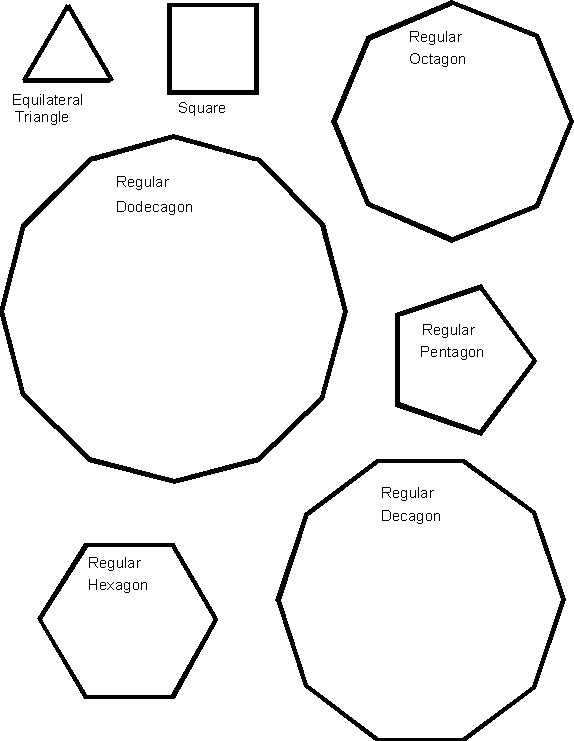 Equilateral
Triangle
Square
Regular
Octagon
Regular
Dodecagon
Regular
Pentagon
Regular
Decagon
Regular
Hexagon